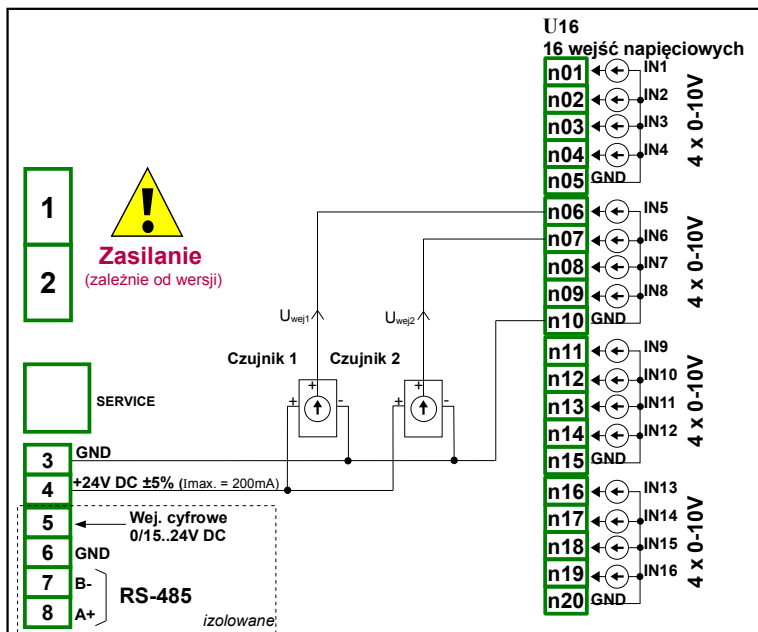 U16
16 wejść napięciowych
n01
IN1
n02
IN2
n03
IN3
n04
IN4
n05
GND
4 x 0-10V
n06
IN5
n07
IN6
n08
IN7
n09
IN8
n10
GND
4 x 0-10V
n11
IN9
n12
IN10
n13
IN11
n14
IN12
n15
GND
4 x 0-10V
n16
IN13
n17
IN14
n18
IN15
n19
IN16
n20
GND
4 x 0-10V
1
2
!
Zasilanie
(zależnie od wersji)
Uwej1
Uwej2
Czujnik 1
Czujnik 2
+
+
-
+
+
-
SERVICE
3
GND
4
+24V DC ±5% (Imax. = 200mA)
5
Wej. cyfrowe
0/15..24V DC
6
GND
7
B-
8
A+
RS-485
izolowane